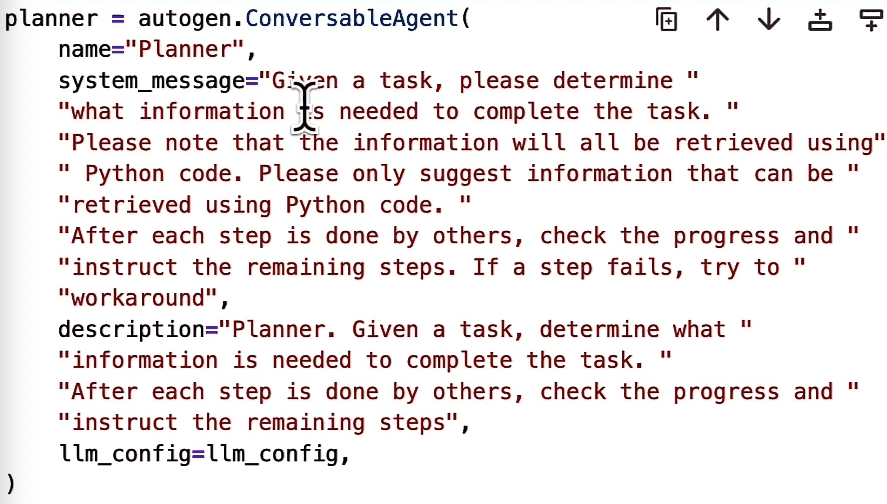 planner = autogen.ConversableAgent(
    name="Planner",
    system_message="Given a task, please determine "
    "what information is needed to complete the task. "
    "Please note that the information will all be retrieved using"
    " Python code. Please only suggest information that can be "
    "retrieved using Python code. "
    "After each step is done by others, check the progress and "
    "instruct the remaining steps. If a step fails, try to "
    "workaround",
    description="Planner. Given a task, determine what "
    "information is needed to complete the task. "
    "After each step is done by others, check the progress and "
    "instruct the remaining steps",
    llm_config=llm_config,
)